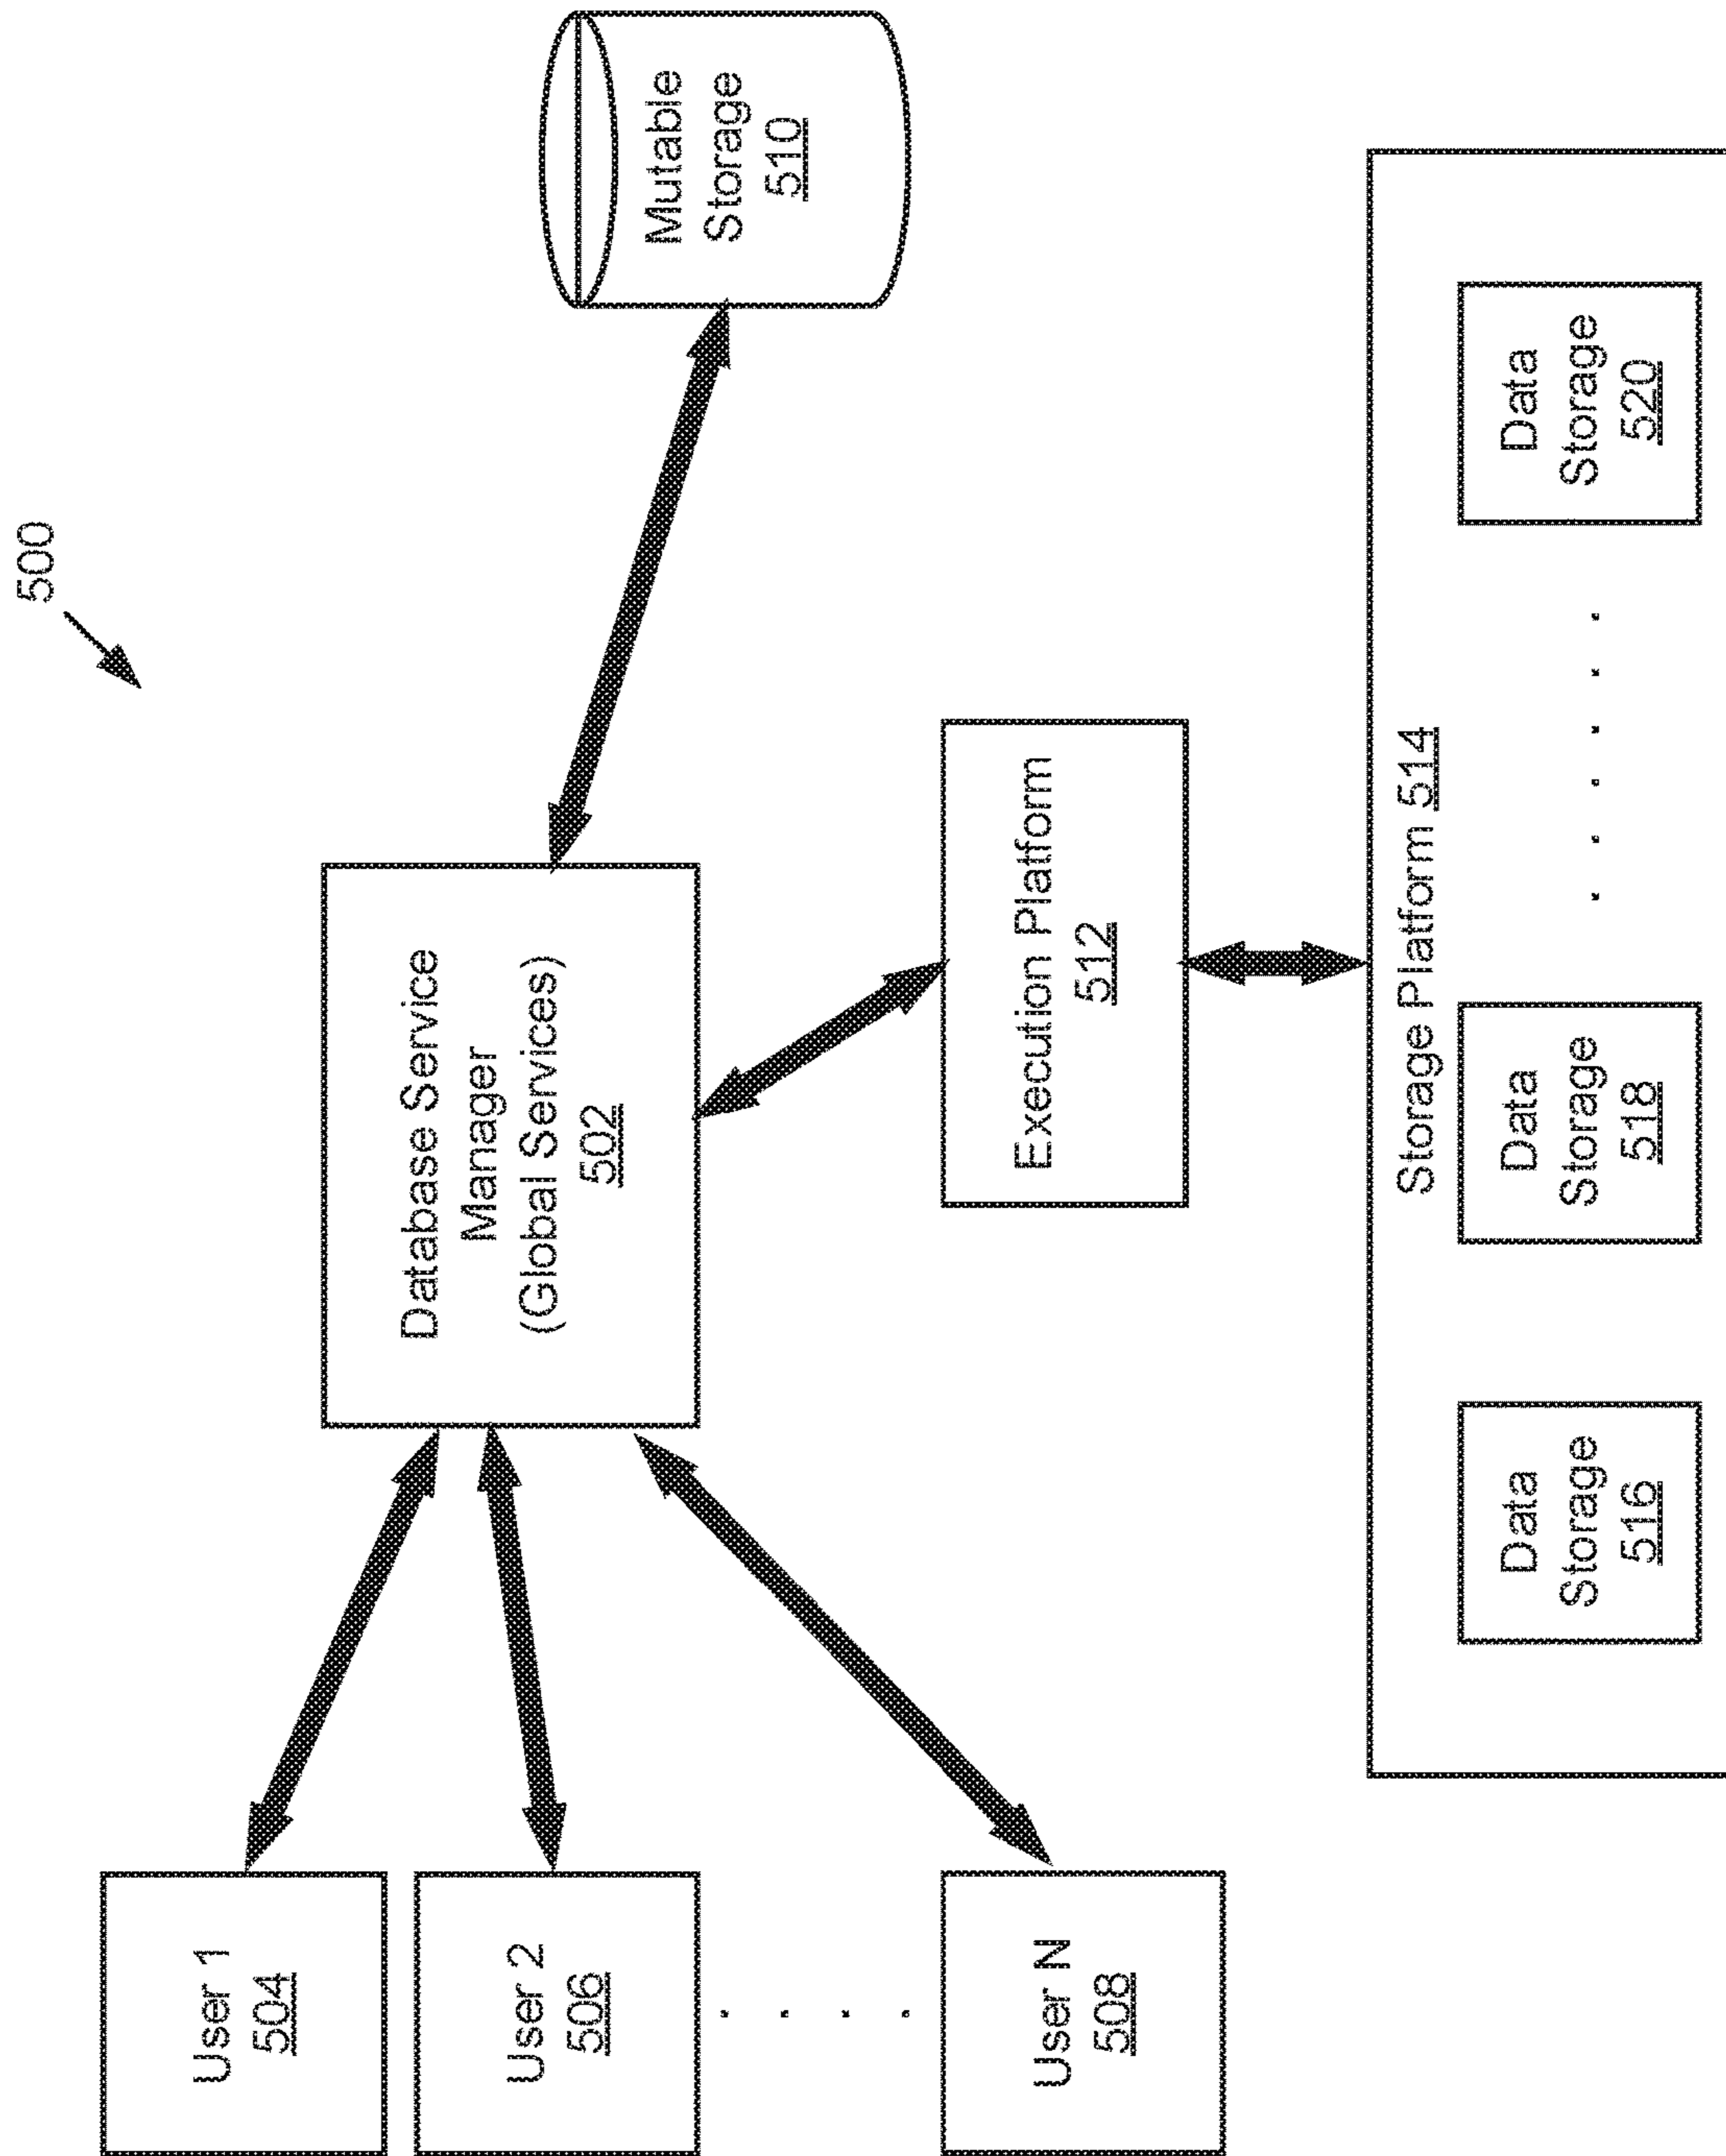 500
User 1
504
User 2
506
User N
508
Database Service
Manager
(Global Services)
502
Mutable
Storage
510
Execution Platform
512
Storage Platform 514
Data
Storage
516
Data
Storage
518
Data
Storage
520